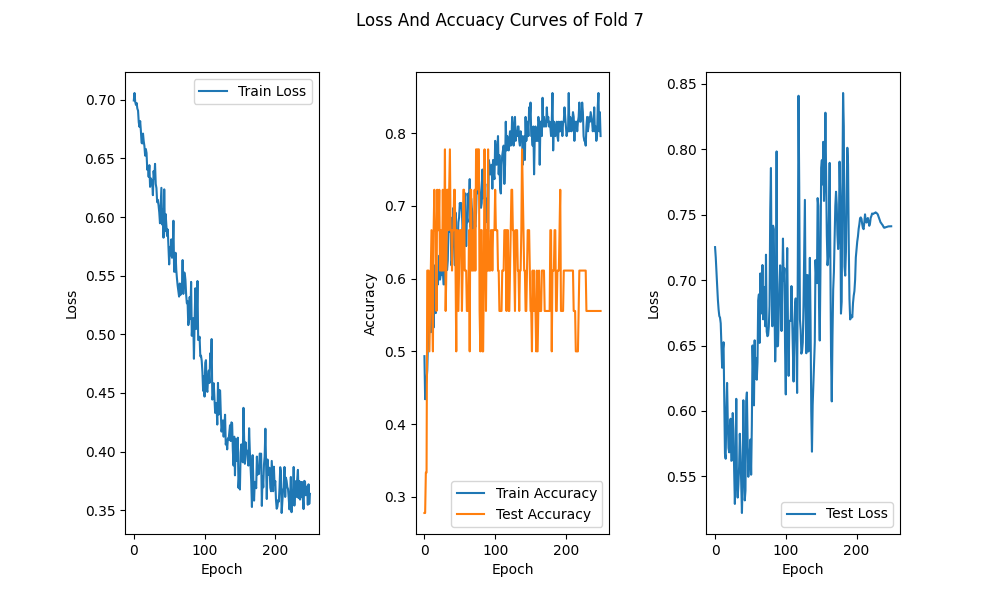 Loss And Accuacy Curves of Fold 7
Train Loss
0.70
0.65
0.60
0.55
0.50
0.45
0.40
0.35
Loss
0
100
200
Epoch
0.8
0.7
0.6
0.5
0.4
0.3
Accuracy
Train Accuracy
Test Accuracy
0
100
200
Epoch
0.85
0.80
0.75
0.70
0.65
0.60
0.55
Loss
Test Loss
0
100
200
Epoch